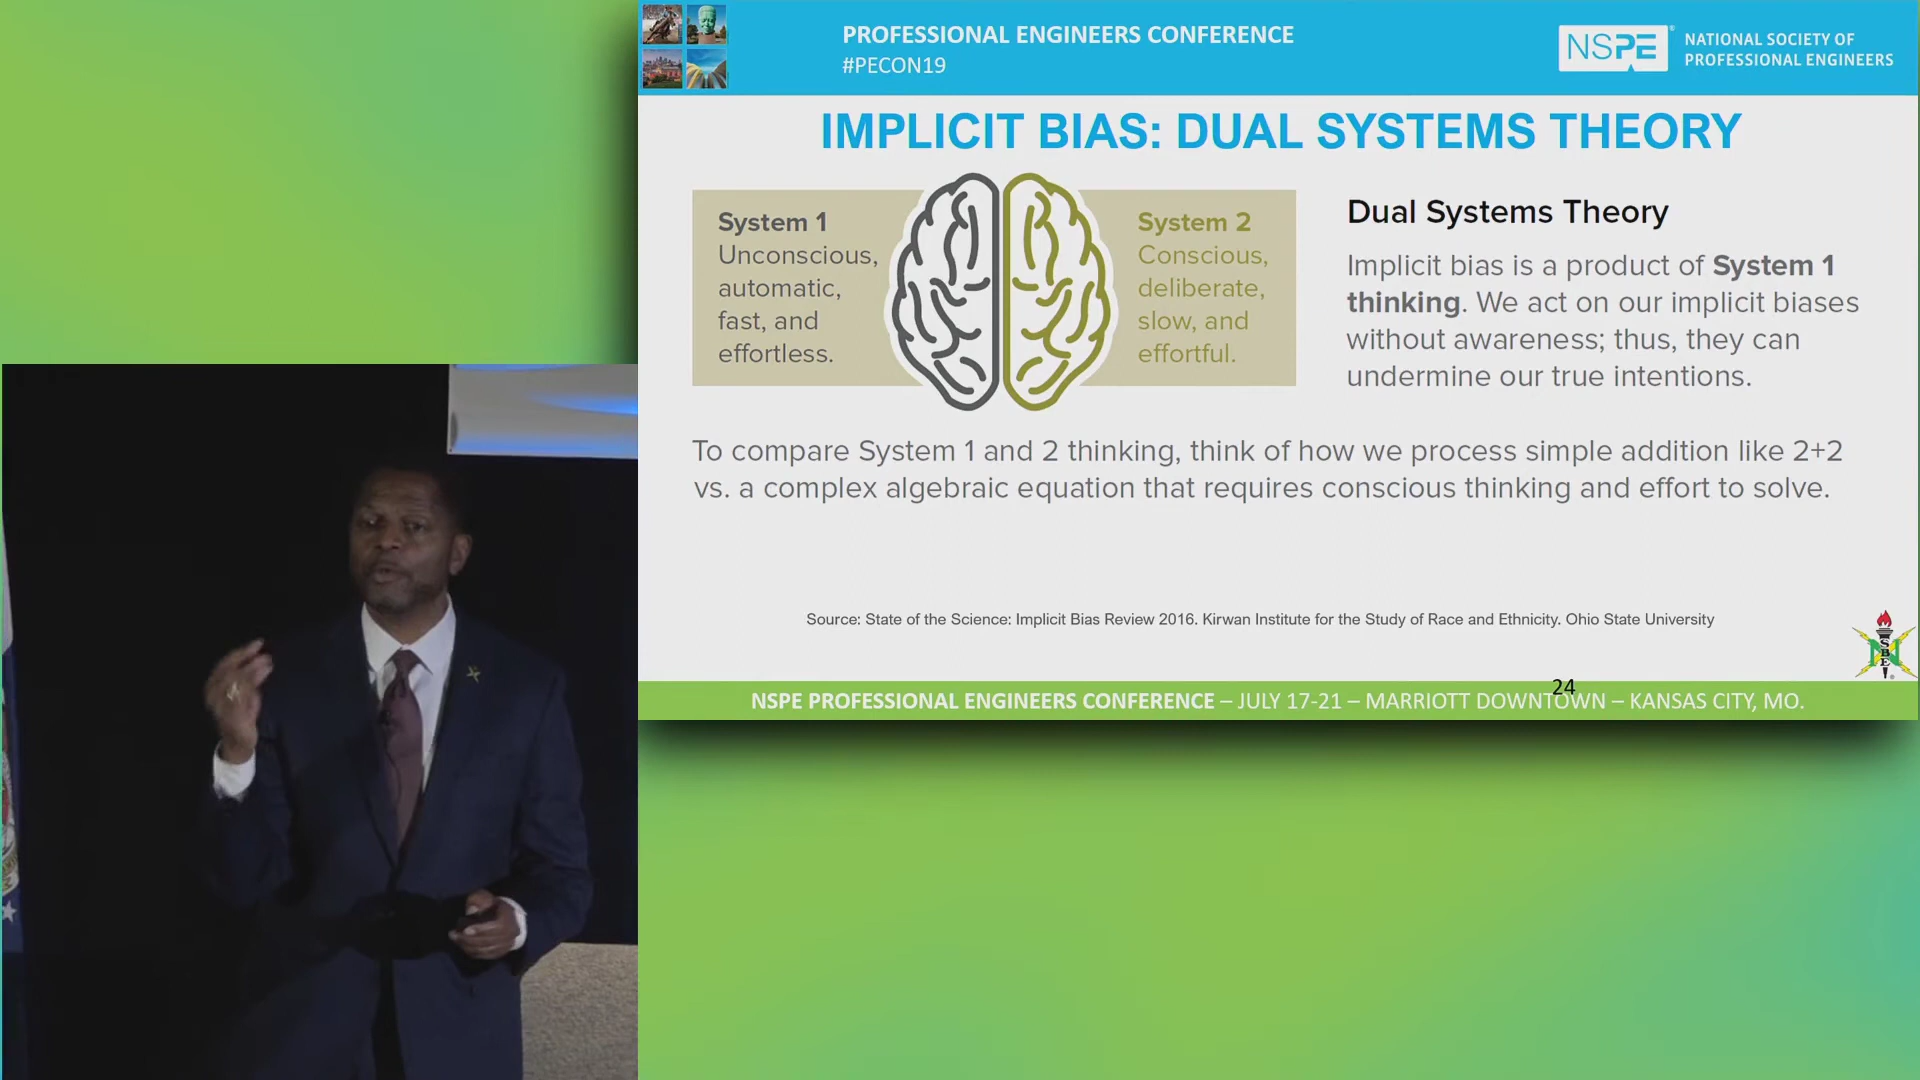 PROFESSIONAL ENGINEERS CONFERENCE
#PECON19
NSPE
®
NATIONAL SOCIETY OF
PROFESSIONAL ENGINEERS
IMPLICIT BIAS: DUAL SYSTEMS THEORY
System 1
Unconscious,
automatic,
fast, and
effortless.
System 2
Conscious,
deliberate,
slow, and
effortful.
Dual Systems Theory
Implicit bias is a product of System 1
thinking. We act on our implicit biases
without awareness; thus, they can
undermine our true intentions.
To compare System 1 and 2 thinking, think of how we process simple addition like 2+2
vs. a complex algebraic equation that requires conscious thinking and effort to solve.
Source: State of the Science: Implicit Bias Review 2016. Kirwan Institute for the Study of Race and Ethnicity. Ohio State University
NSBE
24
NSPE PROFESSIONAL ENGINEERS CONFERENCE – JULY 17-21 – MARRIOTT DOWNTOWN – KANSAS CITY, MO.